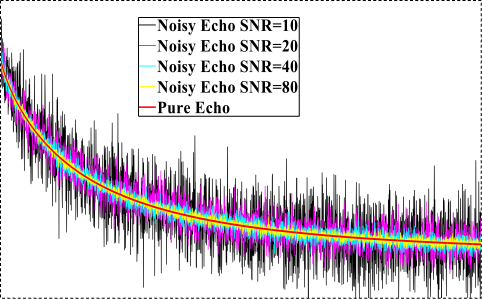 Noisy Echo SNR=10
Noisy Echo SNR=20
Noisy Echo SNR=40
Noisy Echo SNR=80
Pure Echo